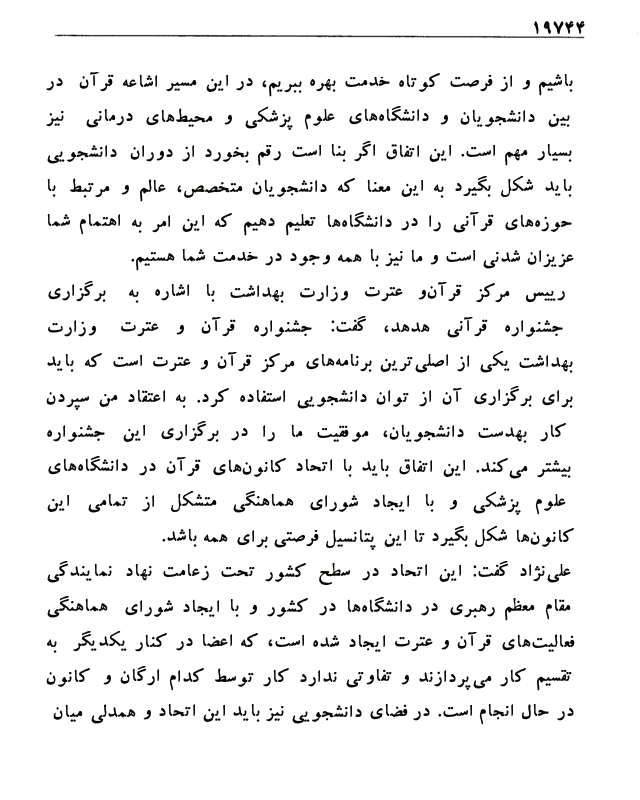 ۱۹۷۴۴
باشیم و از فرصت کوتاه خدمت بهره ببریم، در این مسیر اشاعه قرآن در
بین دانشجویان و دانشگاه‌های علوم پزشکی و محیط‌های درمانی نیز
بسیار مهم است. این اتفاق اگر بنا است رقم بخورد از دوران دانشجویی
باید شکل بگیرد به این معنا که دانشجویان متخصص، عالم و مرتبط با
حوزه‌های قرآنی را در دانشگاه‌ها تعلیم دهیم که این امر به اهتمام شما
عزیزان شدنی است و ما نیز با همه وجود در خدمت شما هستیم.
رییس مرکز قرآن‌و عترت وزارت بهداشت با اشاره به برگزاری
جشنواره قرآنی هدهد، گفت: جشنواره قرآن و عترت وزارت
بهداشت یکی از اصلی‌ترین برنامه‌های مرکز قرآن و عترت است که باید
برای برگزاری آن از توان دانشجویی استفاده کرد. به اعتقاد من سپردن
کار بهدست دانشجویان، موفقیت ما را در برگزاری این جشنواره
بیشتر می‌کند. این اتفاق باید با اتحاد کانون‌های قرآن در دانشگاه‌های
علوم پزشکی و با ایجاد شورای هماهنگی متشکل از تمامی این
کانون‌ها شکل بگیرد تا این پتانسیل فرصتی برای همه باشد.
علی‌نژاد گفت: این اتحاد در سطح کشور تحت زعامت نهاد نمایندگی
مقام معظم رهبری در دانشگاه‌ها در کشور و با ایجاد شورای هماهنگی
فعالیت‌های قرآن و عترت ایجاد شده است، که اعضا در کنار یکدیگر به
تقسیم کار می‌پردازند و تفاوتی ندارد کار توسط کدام ارگان و کانون
در حال انجام است. در فضای دانشجویی نیز باید این اتحاد و همدلی میان